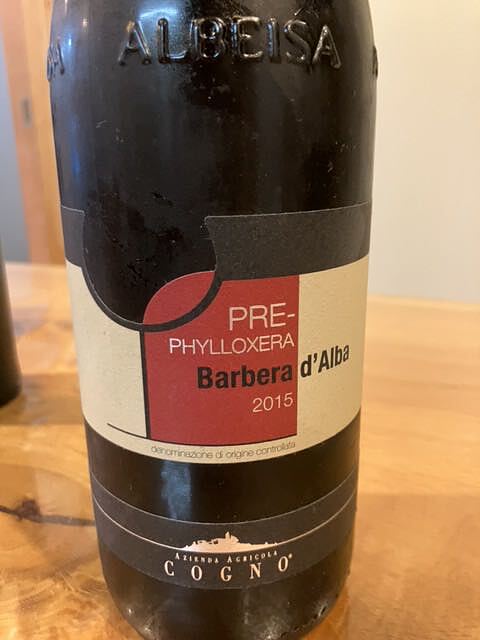 ALBEISA
PRE-
PHYLLOXERA
Barbera d'Alba
2015
denominazione di origine controllata
AZIENDA AGRICOLA
COGNO®